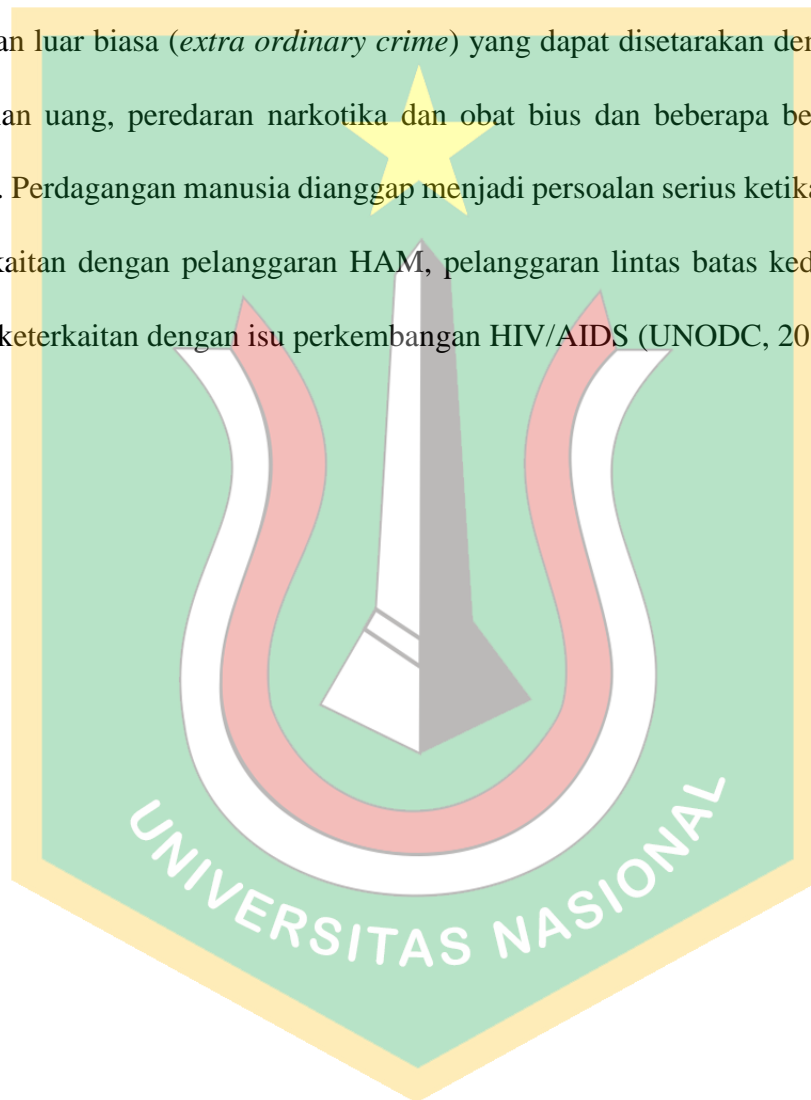 an luar biasa (extra ordinary crime) yang dapat disetarakan den
an uang, peredaran narkotika dan obat bius dan beberapa be
. Perdagangan manusia dianggap menjadi persoalan serius ketika
kaitan dengan pelanggaran HAM, pelanggaran lintas batas ked
keterkaitan dengan isu perkembangan HIV/AIDS (UNODC, 20
UNIVERSITAS NASIONAL